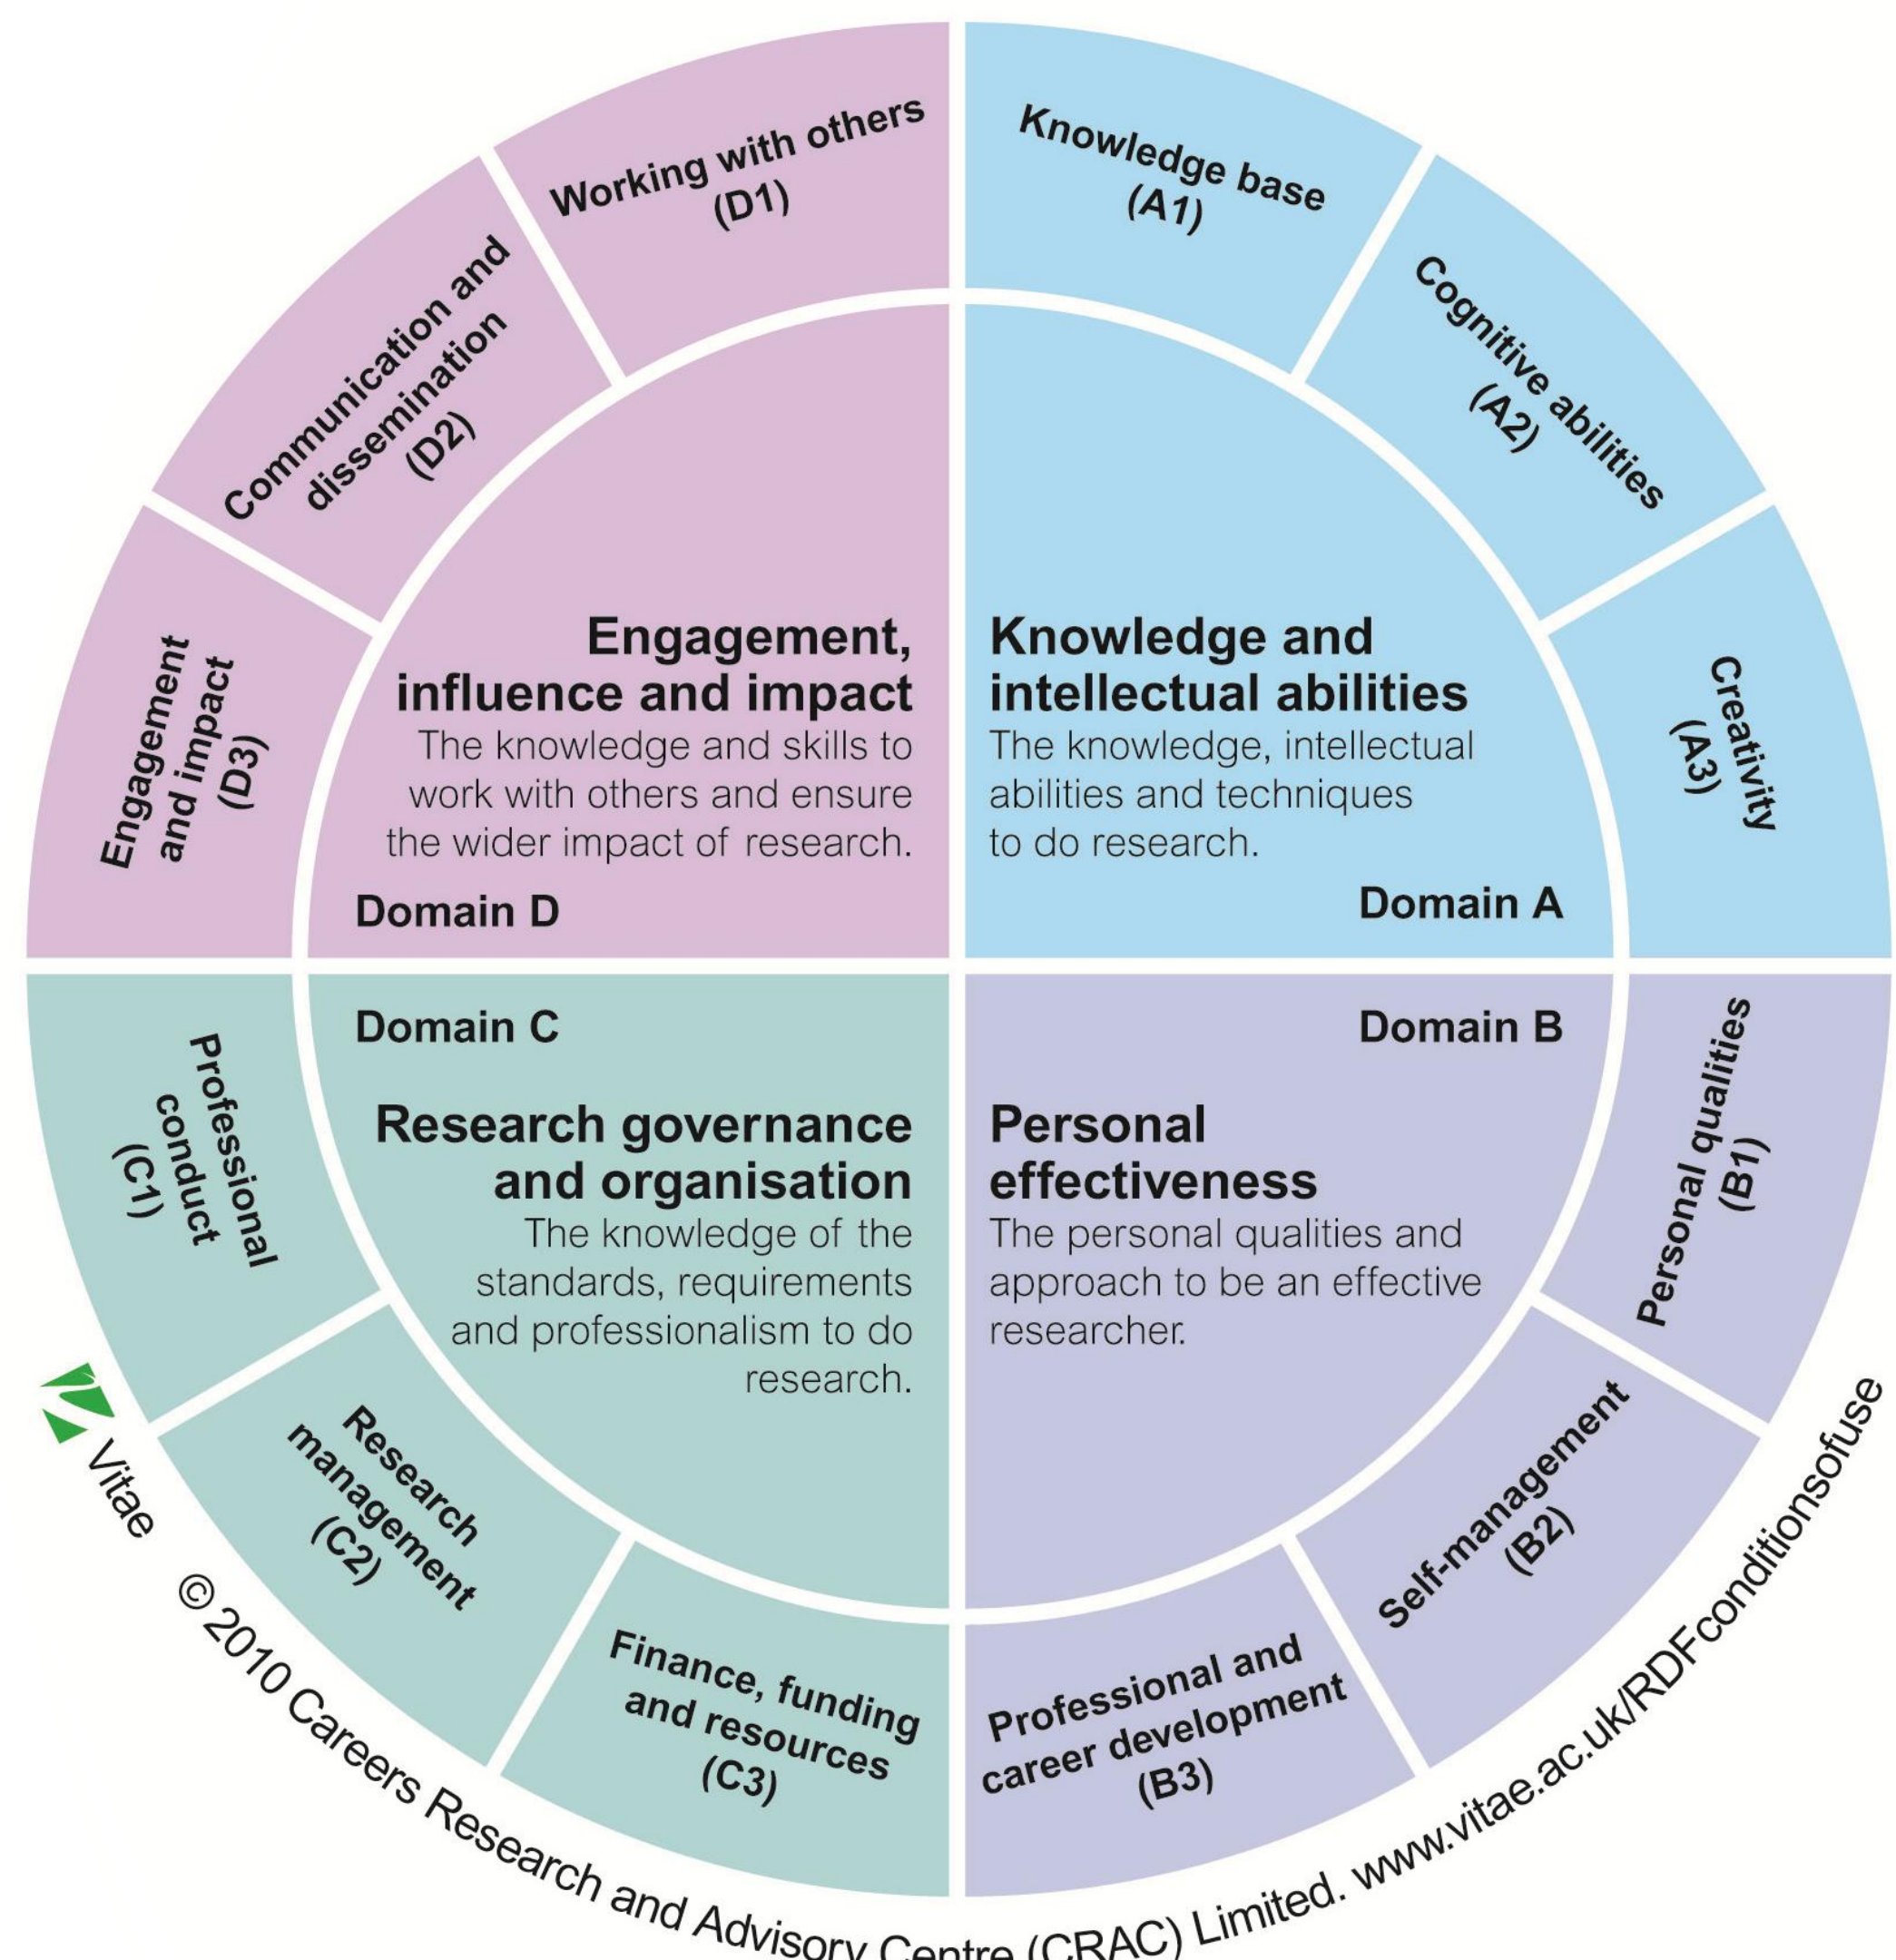 Working with others
(D1)
Knowledge base
(A1)
Communication and
dissemination
(D2)
Cognitive abilities
(A2)
Engagement
and impact
(D3)
Creativity
(A3)
Engagement,
influence and impact
The knowledge and skills to
work with others and ensure
the wider impact of research.
Domain D
Knowledge and
intellectual abilities
The knowledge, intellectual
abilities and techniques
to do research.
Domain A
Domain C
Research governance
and organisation
The knowledge of the
standards, requirements
and professionalism to do
research.
Domain B
Personal
effectiveness
The personal qualities and
approach to be an effective
researcher.
Professional
conduct
(C1)
Personal qualities
(B1)
Research
management
(C2)
Self-management
(B2)
Finance, funding
and resources
(C3)
Professional and
career development
(B3)
Vitae
© 2010 Careers Research and Advisory Centre (CRAC) Limited. www.vitae.ac.uk/RDFconditionsofuse